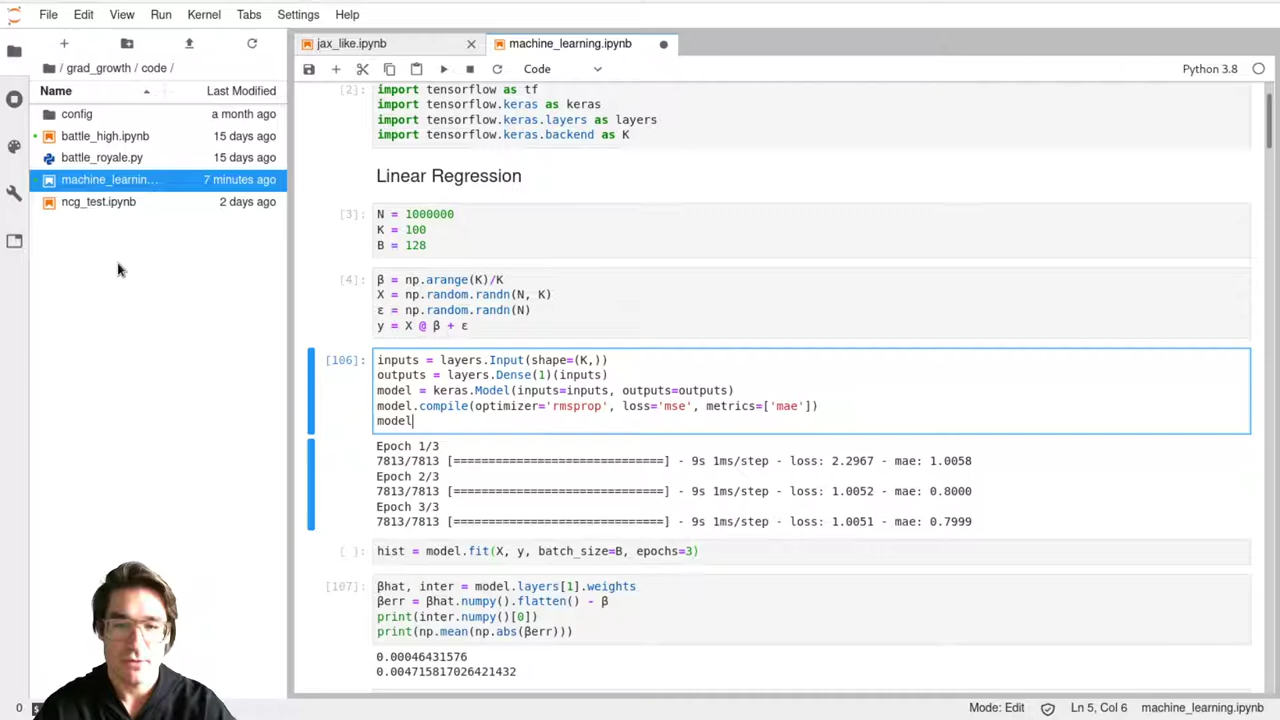 File Edit View Run Kernel Tabs Settings Help
/ grad_growth / code /
Name Last Modified
config a month ago
battle_high.ipynb 15 days ago
battle_royale.py 15 days ago
machine_learnin... 7 minutes ago
ncg_test.ipynb 2 days ago
jax_like.ipynb machine_learning.ipynb
Code Python 3.8
[2]: import tensorflow as tf
import tensorflow.keras as keras
import tensorflow.keras.layers as layers
import tensorflow.keras.backend as K
Linear Regression
[3]: N = 1000000
K = 100
B = 128
[4]: β = np.arange(K)/K
X = np.random.randn(N, K)
ε = np.random.randn(N)
y = X @ β + ε
[106]: inputs = layers.Input(shape=(K,))
outputs = layers.Dense(1)(inputs)
model = keras.Model(inputs=inputs, outputs=outputs)
model.compile(optimizer='rmsprop', loss='mse', metrics=['mae'])
model
Epoch 1/3
7813/7813 [==============================] - 9s 1ms/step - loss: 2.2967 - mae: 1.0058
Epoch 2/3
7813/7813 [==============================] - 9s 1ms/step - loss: 1.0052 - mae: 0.8000
Epoch 3/3
7813/7813 [==============================] - 9s 1ms/step - loss: 1.0051 - mae: 0.7999
[ ]: hist = model.fit(X, y, batch_size=B, epochs=3)
[107]: βhat, inter = model.layers[1].weights
βerr = βhat.numpy().flatten() - β
print(inter.numpy()[0])
print(np.mean(np.abs(βerr)))
0.00046431576
0.004715817026421432
0 $ Mode: Edit Ln 5, Col 6 machine_learning.ipynb